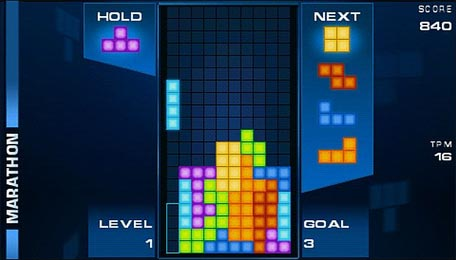 HOLD
NEXT
SCORE
840
TPM
16
MARATHON
LEVEL
1
GOAL
3